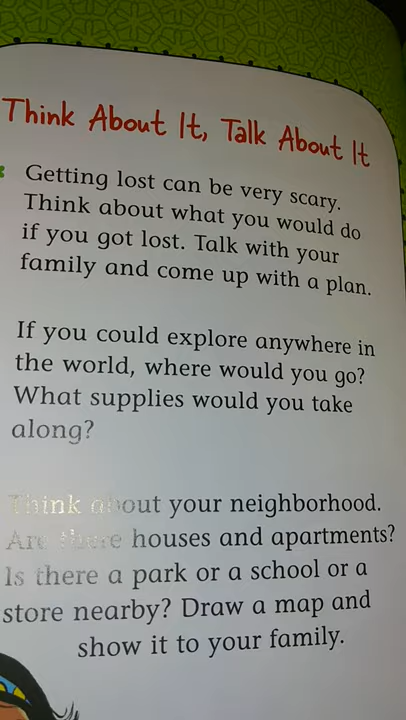 Think About It, Talk About It
Getting lost can be very scary.
Think about what you would do
if you got lost. Talk with your
family and come up with a plan.
If you could explore anywhere in
the world, where would you go?
What supplies would you take
along?
Think about your neighborhood.
Are there houses and apartments?
Is there a park or a school or a
store nearby? Draw a map and
show it to your family.